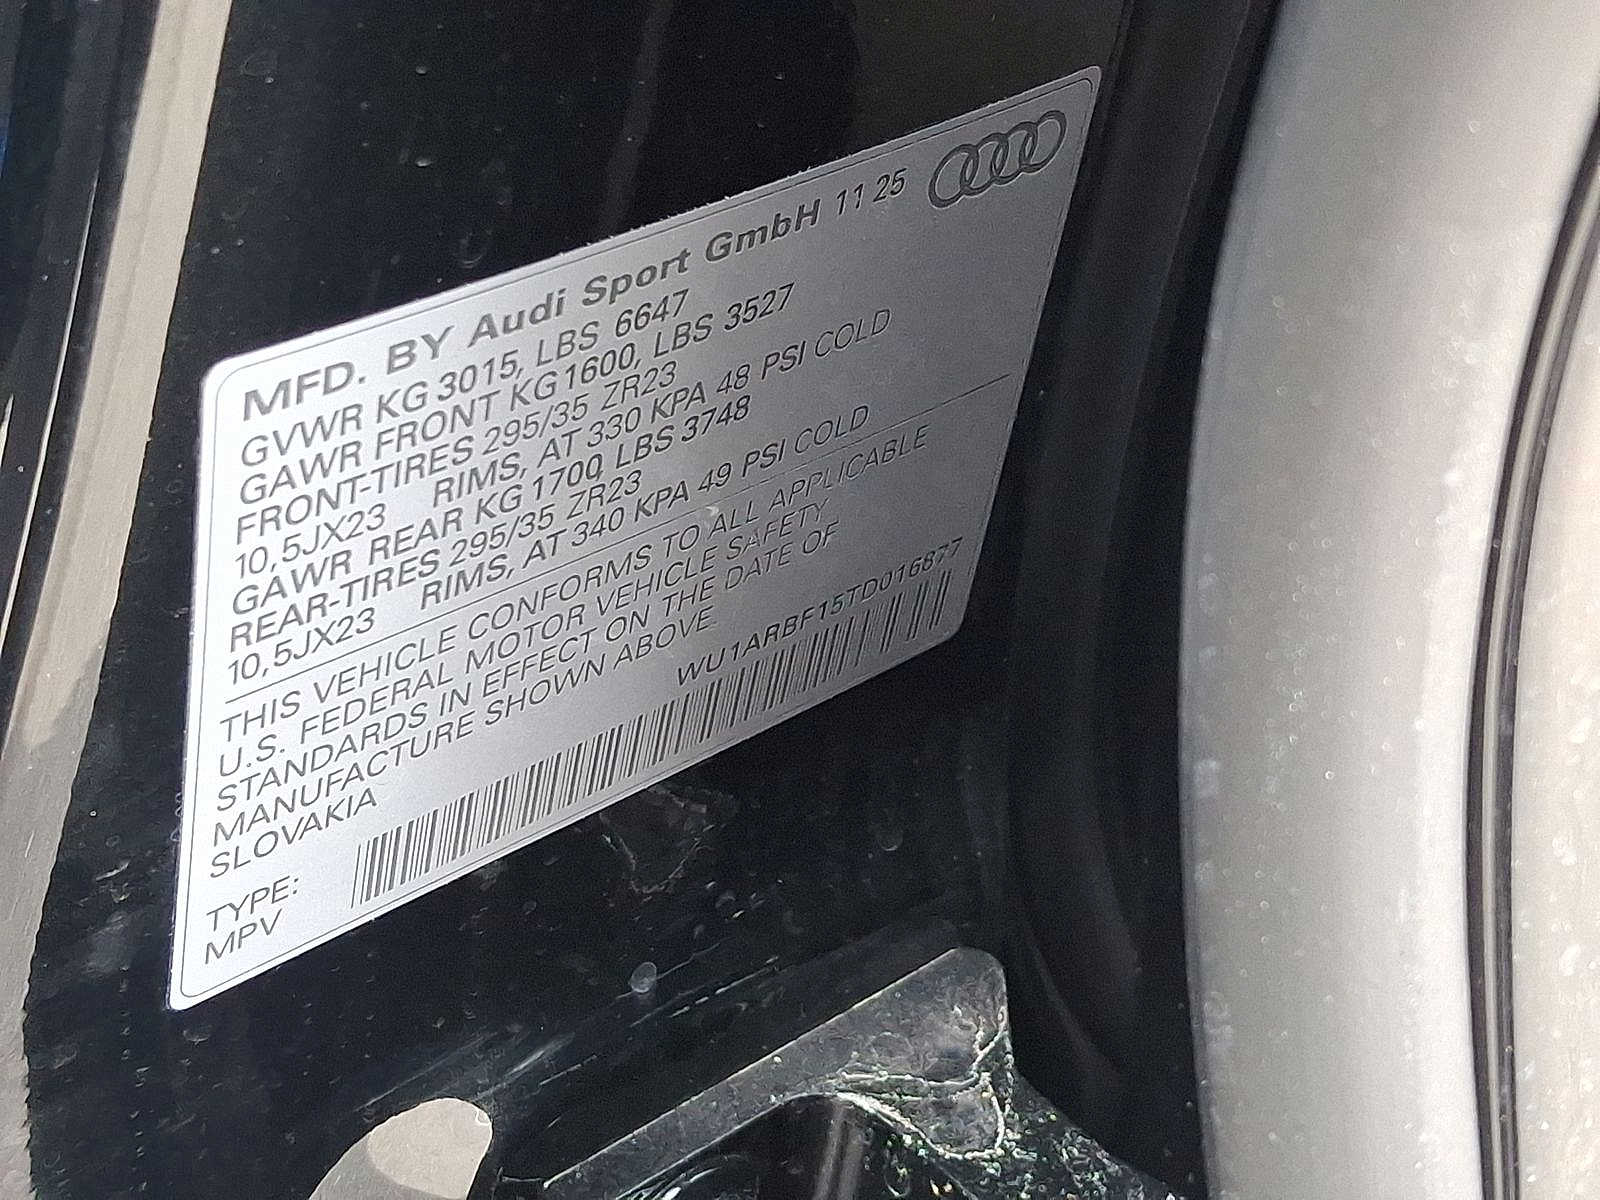 MFD. BY Audi Sport GmbH 11 25
GVWR KG 3015, LBS 6647
GAWR FRONT KG1600, LBS 3527
FRONT-TIRES 295/35 ZR23
10,5JX23 RIMS, AT 330 KPA 48 PSI COLD
GAWR REAR KG 1700, LBS 3748
REAR-TIRES 295/35 ZR23
10,5JX23 RIMS, AT 340 KPA 49 PSI COLD
THIS VEHICLE CONFORMS TO ALL APPLICABLE
U.S. FEDERAL MOTOR VEHICLE SAFETY
STANDARDS IN EFFECT ON THE DATE OF
MANUFACTURE SHOWN ABOVE.
SLOVAKIA
WU1ARBF15TD016877
TYPE:
MPV